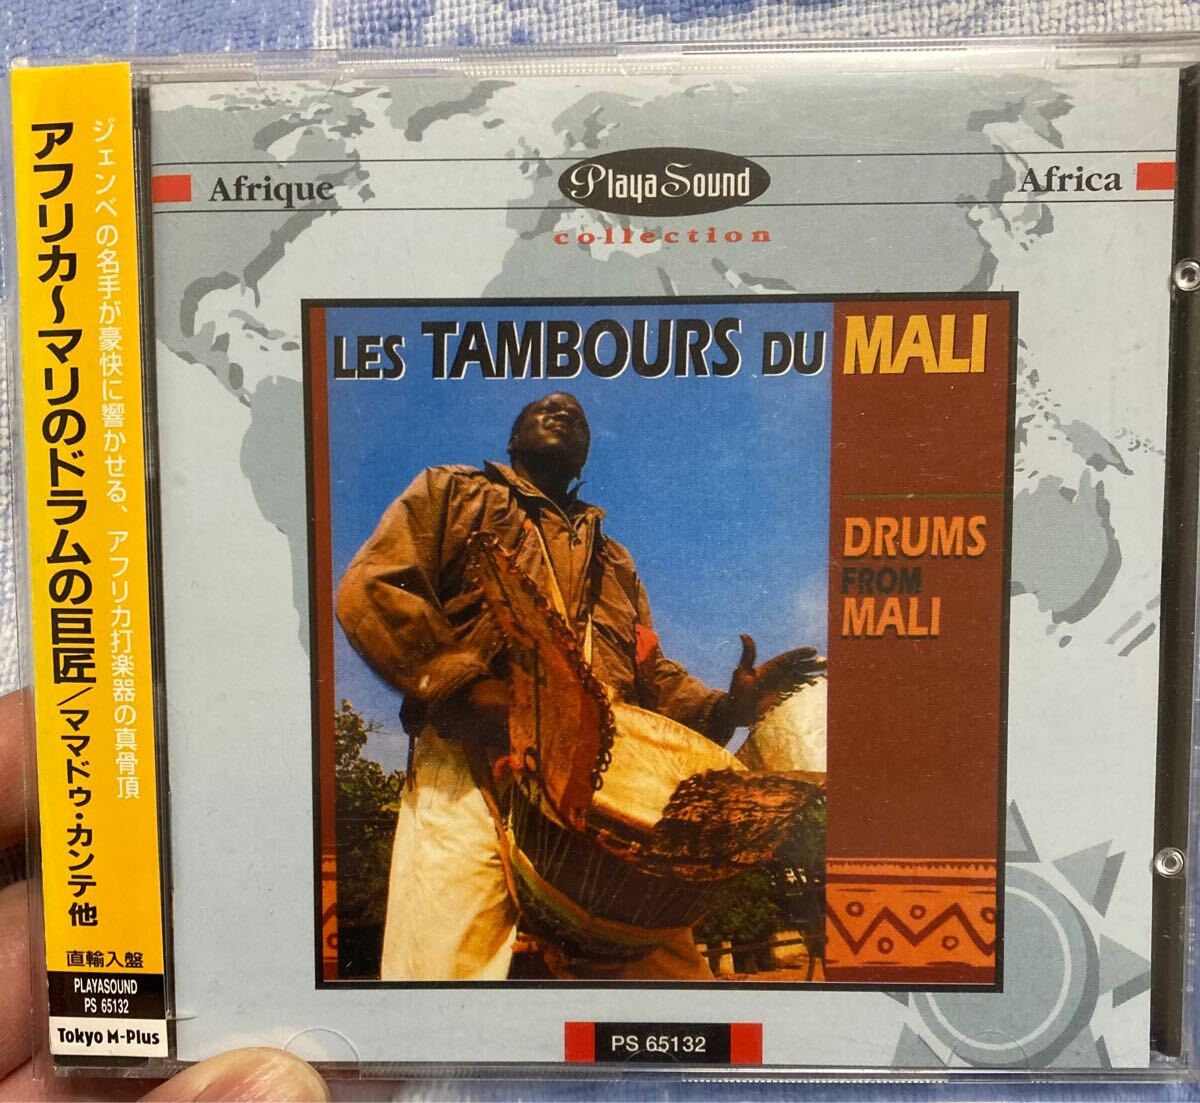 ジェンベの名手が豪快に響かせる、アフリカ打楽器の真骨頂
アフリカ〜マリのドラムの巨匠/ママドゥ・カンテ他
直輸入盤
PLAYASOUND
PS 65132
Tokyo M-Plus
Afrique
Playa Sound
collection
Africa
LES TAMBOURS DU MALI
DRUMS
FROM
MALI
PS 65132